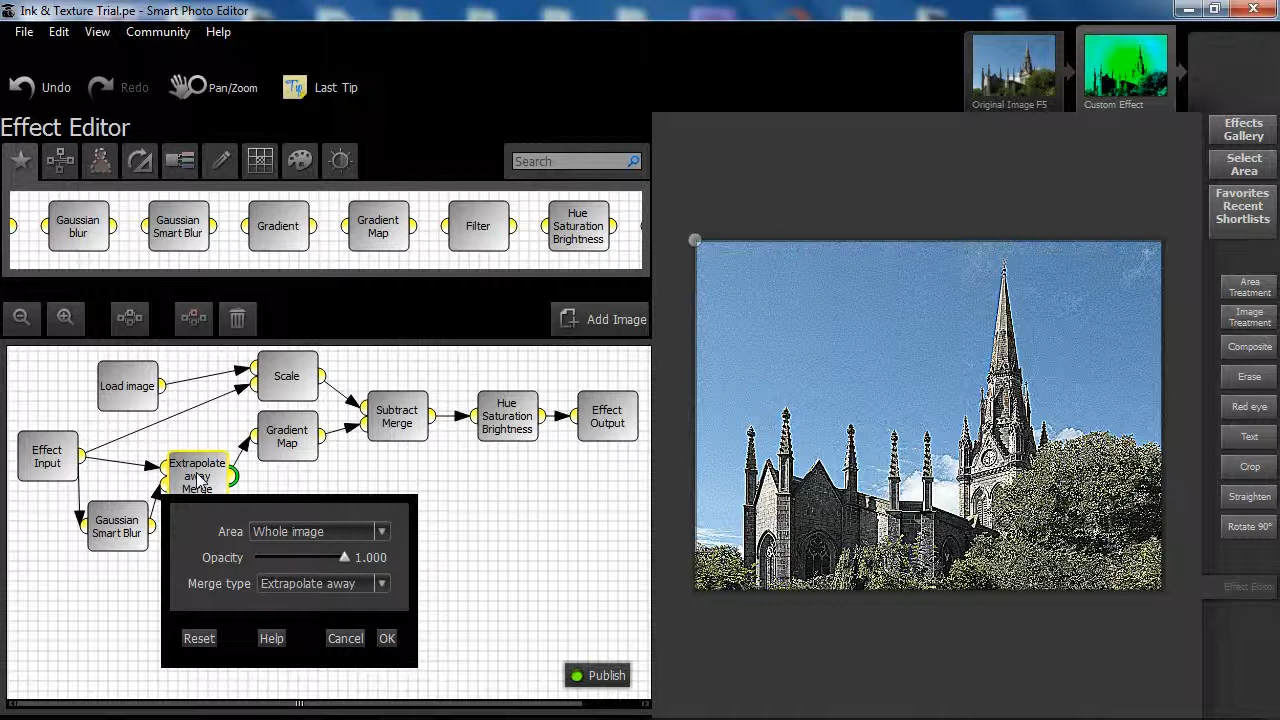 Ink & Texture Trial.pe - Smart Photo Editor
File Edit View Community Help
Undo Redo Pan/Zoom Tip Last Tip
Original Image F5
Custom Effect
Effect Editor
Search
Gaussian
blur
Gaussian
Smart Blur
Gradient
Gradient
Map
Filter
Hue
Saturation
Brightness
Add Image
Load image
Scale
Effect
Input
Extrapolate
away
Merge
Gaussian
Smart Blur
Gradient
Map
Subtract
Merge
Hue
Saturation
Brightness
Effect
Output
Area Whole image
Opacity 1.000
Merge type Extrapolate away
Reset Help Cancel OK
Publish
Effects
Gallery
Select
Area
Favorites
Recent
Shortlists
Area
Treatment
Image
Treatment
Composite
Erase
Red eye
Text
Crop
Straighten
Rotate 90°
Effect Editor